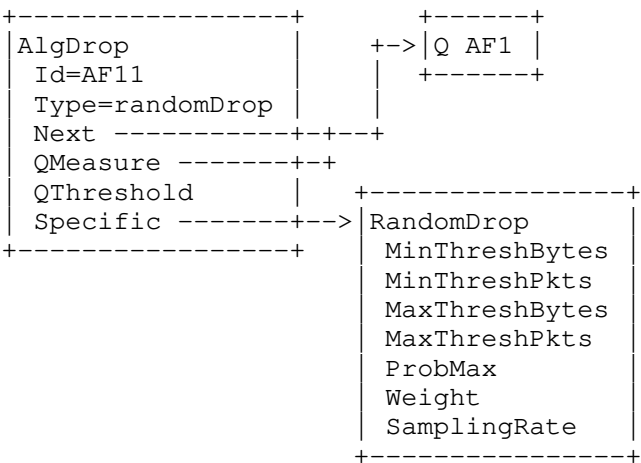 +-----------------+        +------+
|AlgDrop          |     +->|Q AF1 |
| Id=AF11         |     |  +------+
| Type=randomDrop |     |
| Next -----------+-+--+
| QMeasure -------+-+
| QThreshold      |    +----------------+
| Specific -------+--->|RandomDrop      |
+-----------------+    | MinThreshBytes |
| MinThreshPkts  |
| MaxThreshBytes |
| MaxThreshPkts  |
| ProbMax        |
| Weight         |
| SamplingRate   |
+----------------+